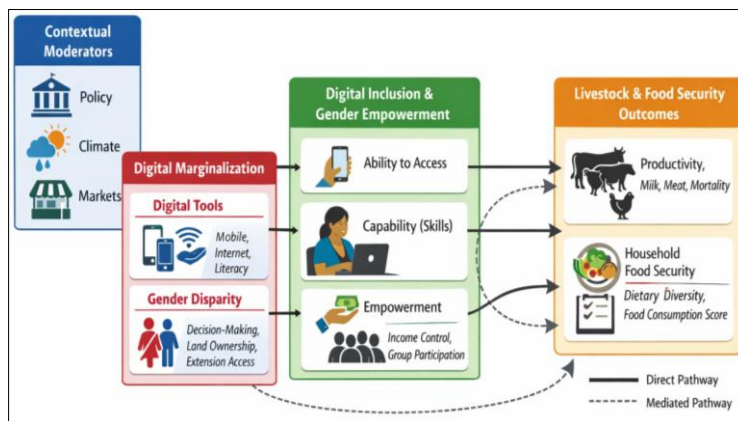 Contextual
Moderators
Policy
Climate
Markets
Digital Marginalization
Digital Tools
Mobile,
Internet,
Literacy
Gender Disparity
Decision-Making,
Land Ownership,
Extension Access
Digital Inclusion &
Gender Empowerment
Ability to Access
Capability (Skills)
Empowerment
Income Control,
Group Participation
Livestock & Food Security
Outcomes
Productivity,
Miilk, Meat, Mortality
Household
Food Security
Dietary Diversity,
Food Consumption Score
Direct Pathway
Mediated Pathway